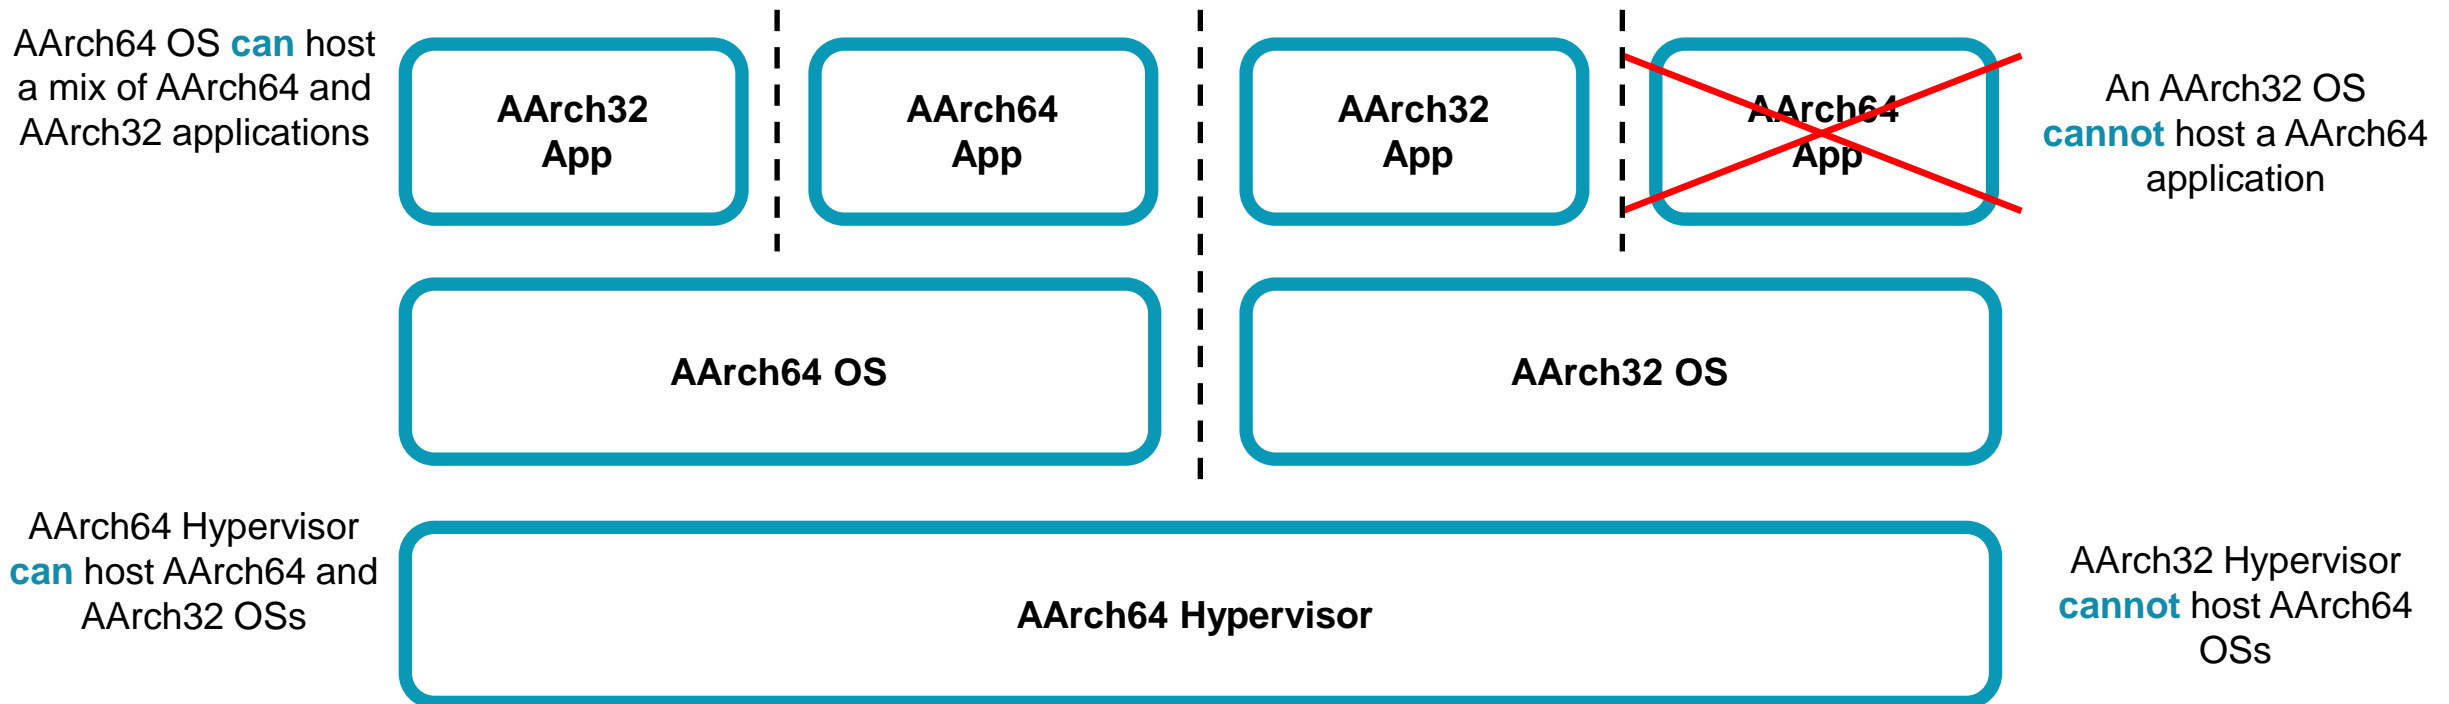 AArch64 OS can host
a mix of AArch64 and
AArch32 applications
AArch32
App
AArch64
App
AArch32
App
AArch64
App
An AArch32 OS
cannot host a AArch64
application
AArch64 OS
AArch32 OS
AArch64 Hypervisor
can host AArch64 and
AArch32 OSs
AArch64 Hypervisor
AArch32 Hypervisor
cannot host AArch64
OSs